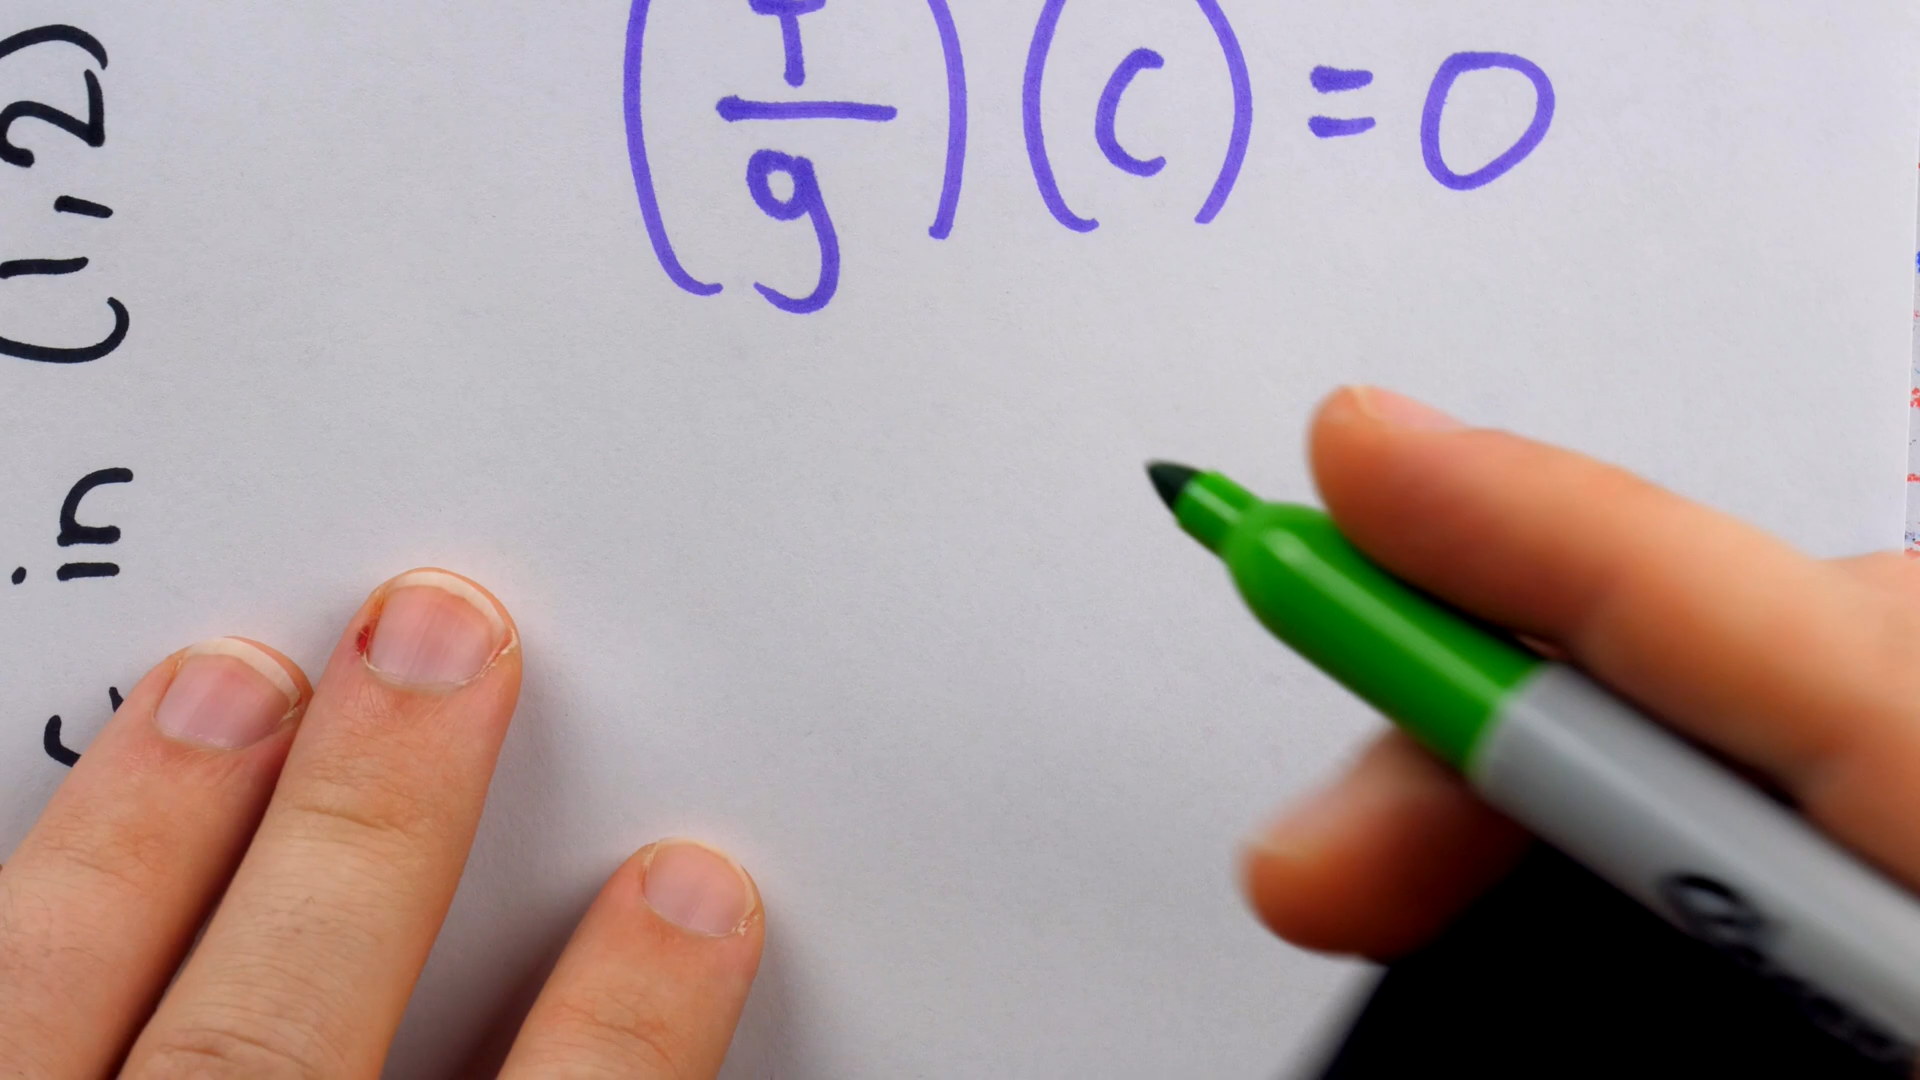 (f/g)(c) = 0
in (1,2)